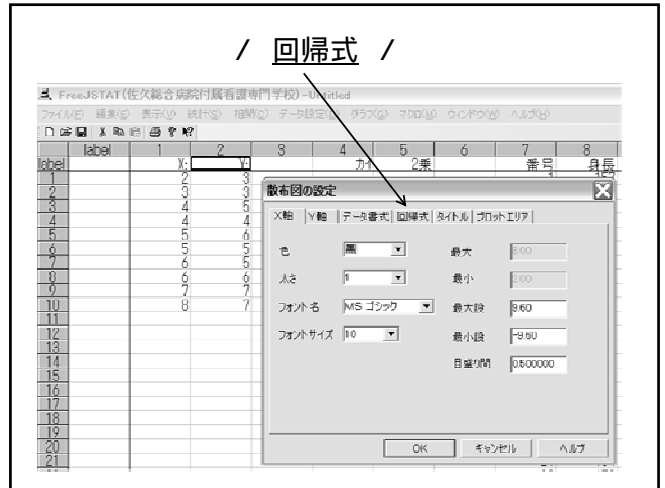 / 回帰式 /
FreeJSTAT(佐久総合病院付属看護専門学校) - Untitled
ファイル(F) 編集(E) 表示(V) 統計(S) 相関(C) データ設定 グラフ(G) マクロ(M) ウィンドウ(W) ヘルプ(H)
label 1 2 3 4 5 6 7 8
label X: Y: カイ 2乗 番号 身長
1 2 3 1 152
2 3 3
3 4 5
4 4 4
5 5 6
6 5 5
7 6 5
8 6 6
9 7 7
10 8 7
11
12
13
14
15
16
17
18
19
20
21
散布図の設定
X軸 Y軸 データ書式 回帰式 タイトル プロットエリア
色 黒 最大 8.00
太さ 1 最小 2.00
フォント名 MS ゴシック 最大設 9.60
フォントサイズ 10 最小設 -9.60
目盛り間 0.500000
OK キャンセル ヘルプ